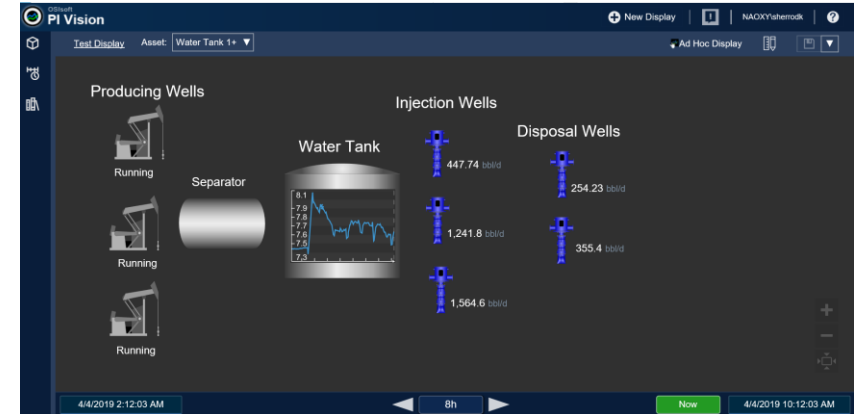 OSIsoft
PI Vision
New Display
NAOXY\sherrodk
?
Test Display
Asset: Water Tank 1+
Ad Hoc Display
Producing Wells
Running
Running
Running
Separator
Water Tank
8.1
7.9
7.8
7.7
7.6
7.5
7.3
Injection Wells
447.74 bbl/d
1,241.8 bbl/d
1,564.6 bbl/d
Disposal Wells
254.23 bbl/d
355.4 bbl/d
4/4/2019 2:12:03 AM
8h
Now
4/4/2019 10:12:03 AM